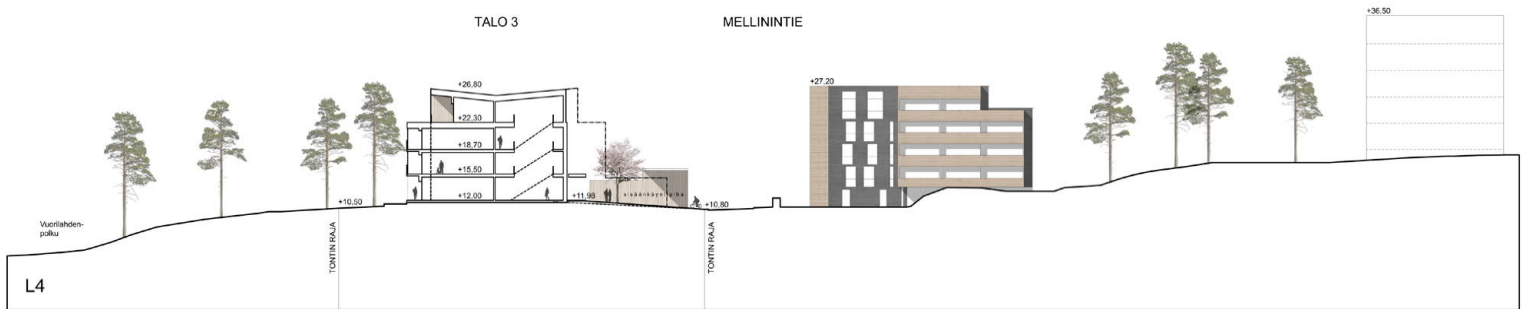 TALO 3
MELLININTIE
+36,50
+26,80
+27,20
+22,30
+18,70
+15,50
+12,00
+11,98
+10,50
+10,80
Vuorilahden-
polku
TONTIN RAJA
TONTIN RAJA
L4